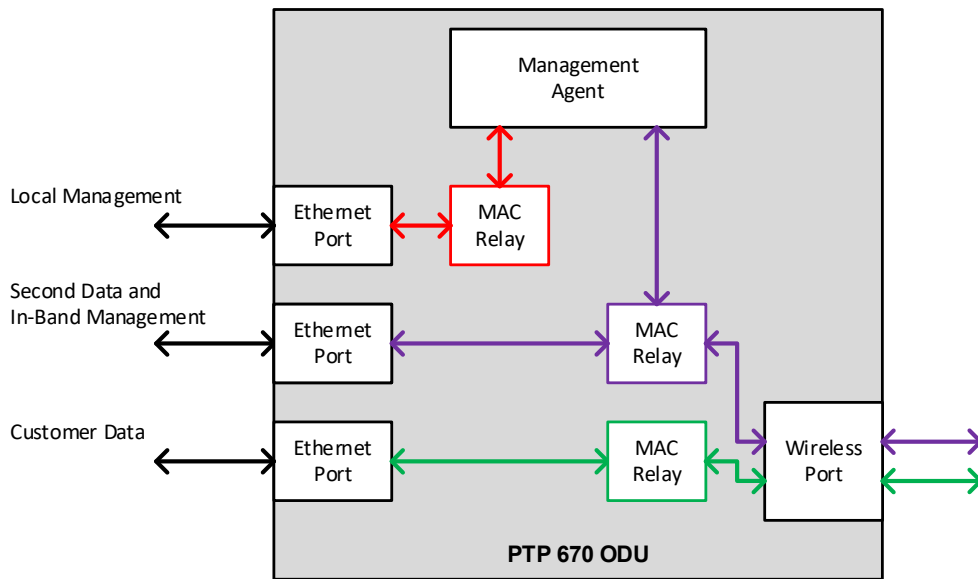 Management
Agent
Local Management
Ethernet
Port
MAC
Relay
Second Data and
In-Band Management
Ethernet
Port
MAC
Relay
Customer Data
Ethernet
Port
MAC
Relay
Wireless
Port
PTP 670 ODU